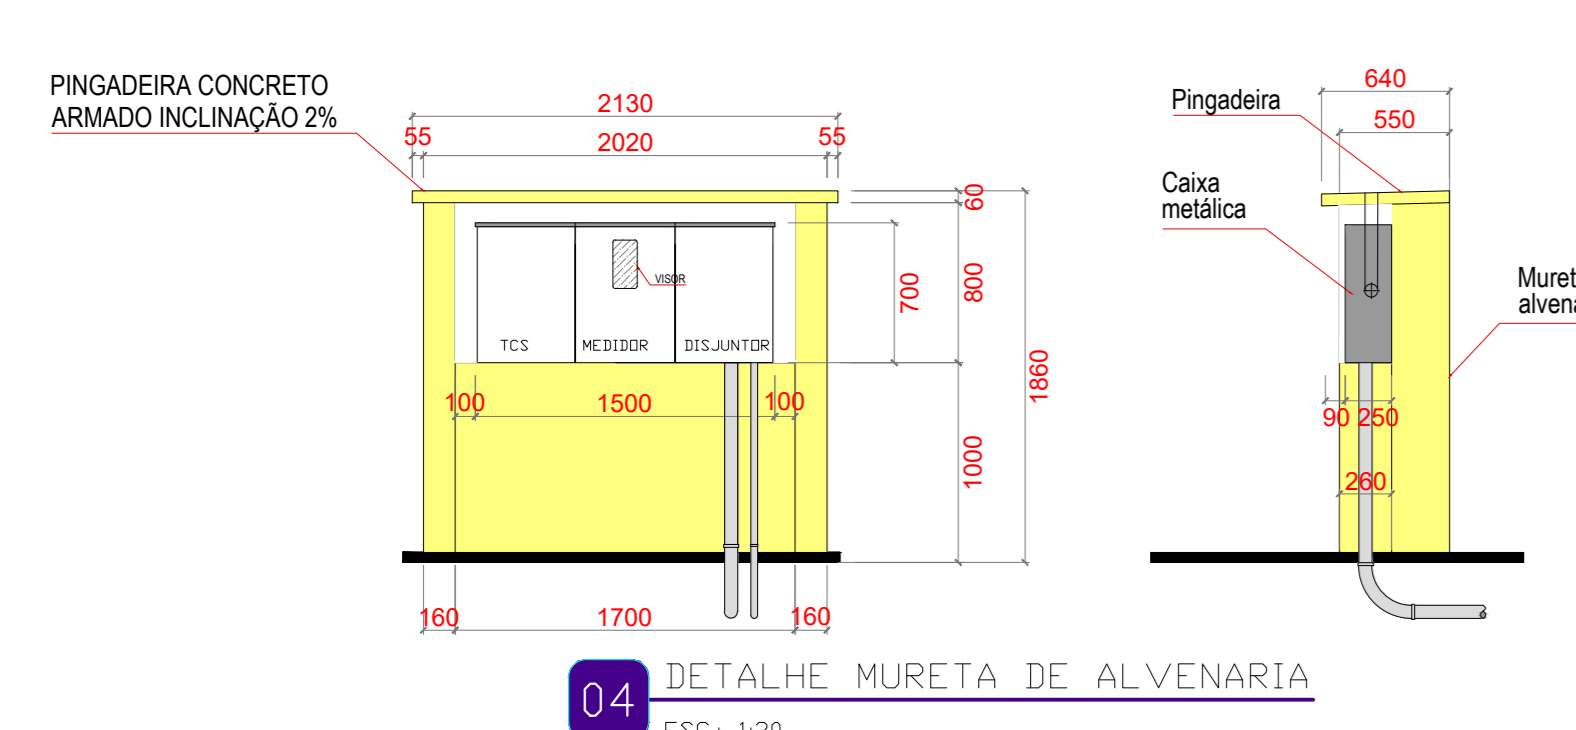 PINGADEIRA CONCRETO
ARMADO INCLINAÇÃO 2%
2130
55
2020
55
60
VISOR
700
800
TCS
MEDIDOR
DISJUNTOR
100
1500
100
1860
1000
160
1700
160
640
Pingadeira
550
Caixa
metálica
90
250
260
04
DETALHE MURETA DE ALVENARIA